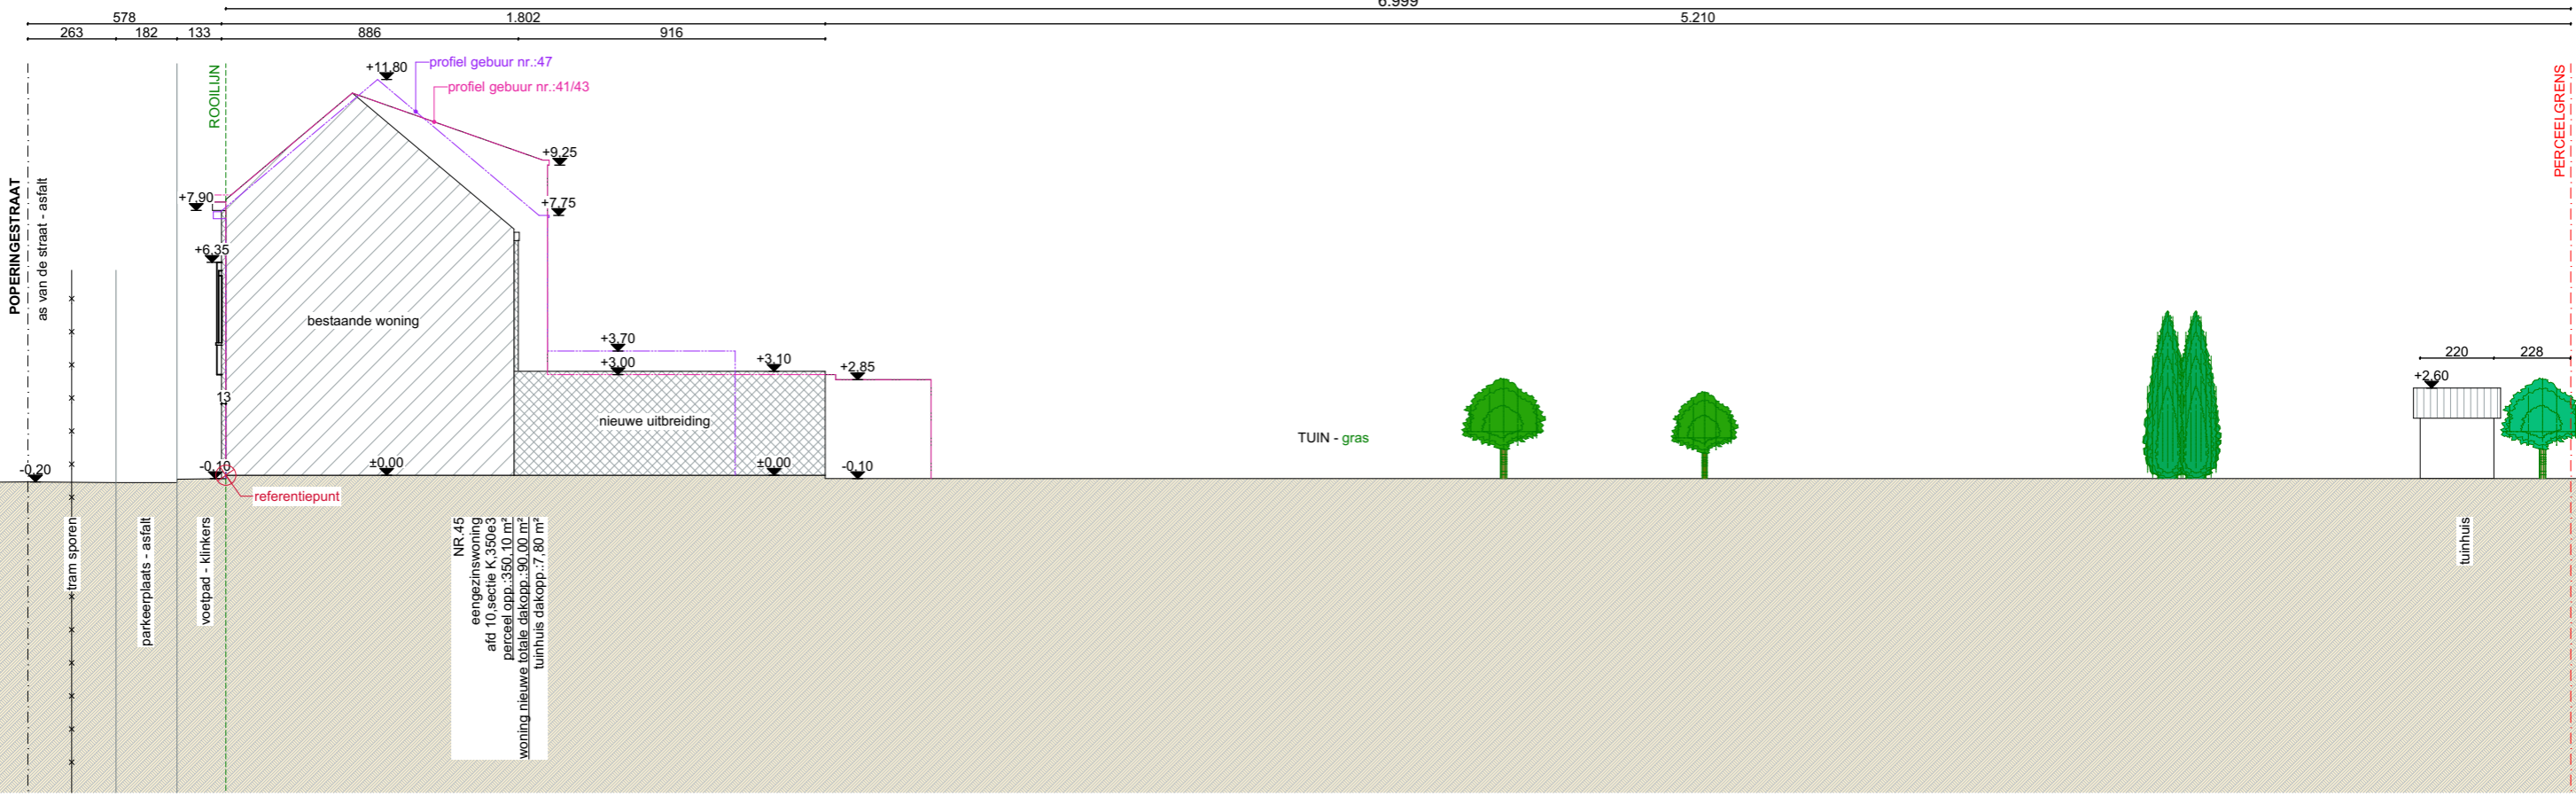 6.999
578
1.802
5.210
263
182
133
886
916
POPERINGESTRAAT
as van de straat - asfalt
ROOILIJN
PERCEELGRENS
+11,80
profiel gebuur nr.:47
profiel gebuur nr.:41/43
+9,25
+7,90
+7,75
+6,35
bestaande woning
+3,70
+3,00
+3,10
+2,85
220
228
+2,60
13
nieuwe uitbreiding
TUIN - gras
-0,20
-0,10
±0,00
±0,00
-0,10
referentiepunt
tram sporen
parkeerplaats - asfalt
voetpad - klinkers
NR.45
eengezinswoning
afd 10,sectie K,350e3
perceel opp.:350,10 m²
woning nieuwe totale dakopp.:90,00 m²
tuinhuis dakopp.:7,80 m²
tuinhuis